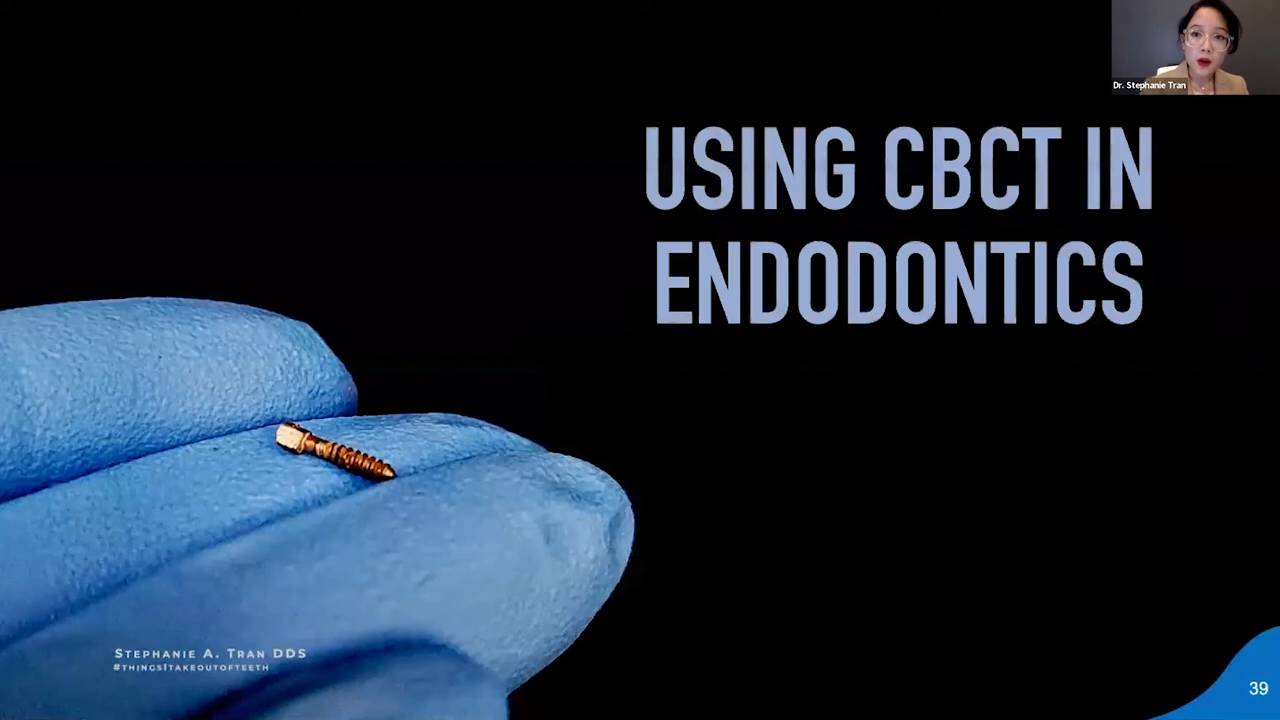 Dr. Stephanie Tran
USING CBCT IN
ENDODONTICS
STEPHANIE A. TRAN DDS
#THINGSITAKEOUTOFTEETH
39